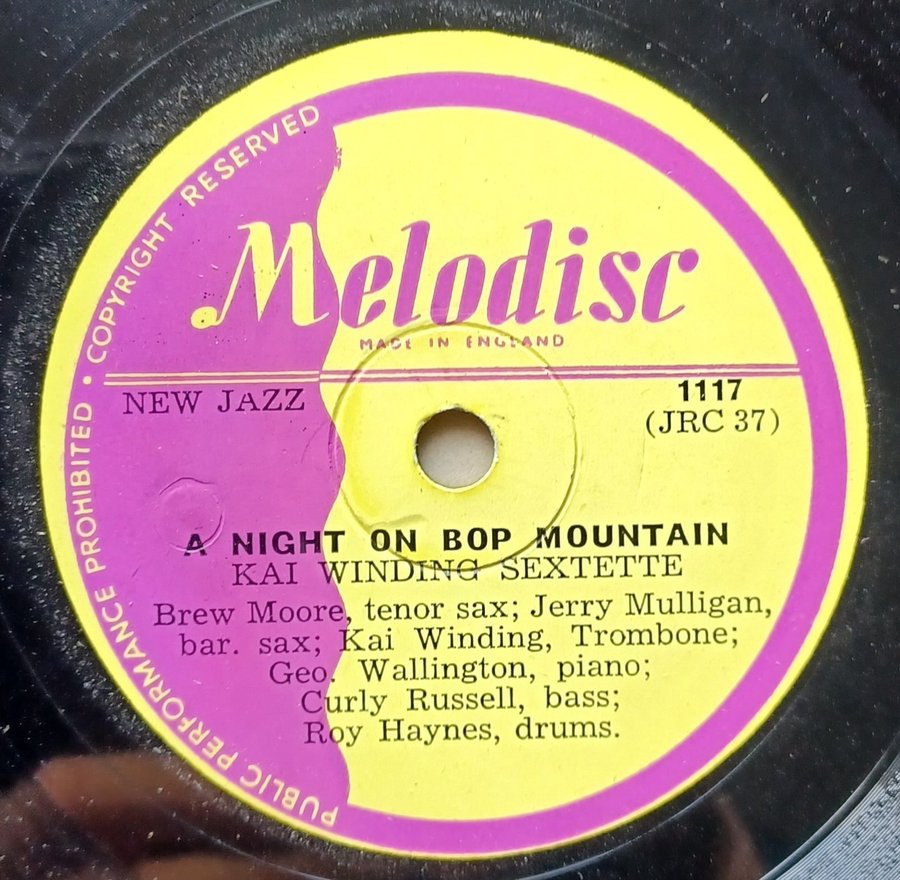 PUBLIC PERFORMANCE PROHIBITED • COPYRIGHT RESERVED
Melodisc
MADE IN ENGLAND
NEW JAZZ
1117
(JRC 37)
A NIGHT ON BOP MOUNTAIN
KAI WINDING SEXTETTE
Brew Moore, tenor sax; Jerry Mulligan,
bar. sax; Kai Winding, Trombone;
Geo. Wallington, piano;
Curly Russell, bass;
Roy Haynes, drums.